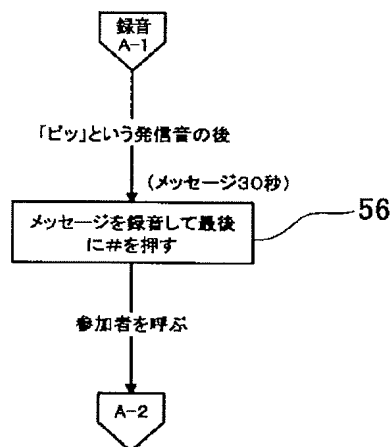 録音
A-1
「ピッ」という発信音の後
(メッセージ30秒)
メッセージを録音して最後
に#を押す
56
参加者を呼ぶ
A-2